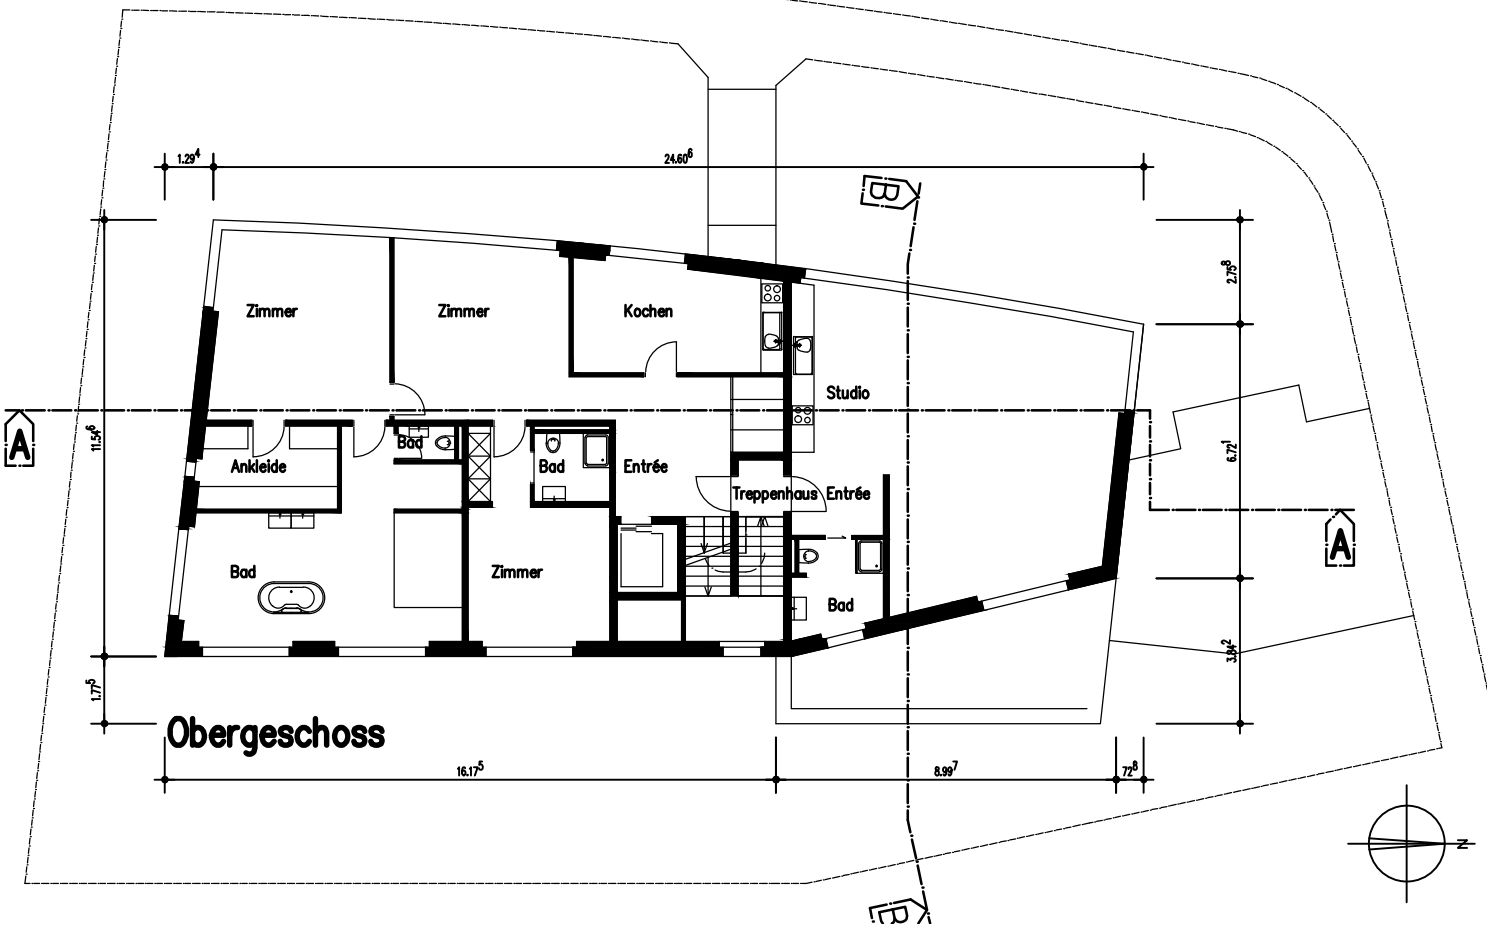 1.29⁴
24.60⁶
B
2.75⁸
Zimmer
Zimmer
Kochen
Studio
A
11.54⁶
Bad
Ankleide
Bad
Entrée
6.72¹
Treppenhaus
Entrée
A
Bad
Zimmer
Bad
3.84²
1.77⁵
Obergeschoss
16.17⁵
8.99⁷
72⁸
N
B